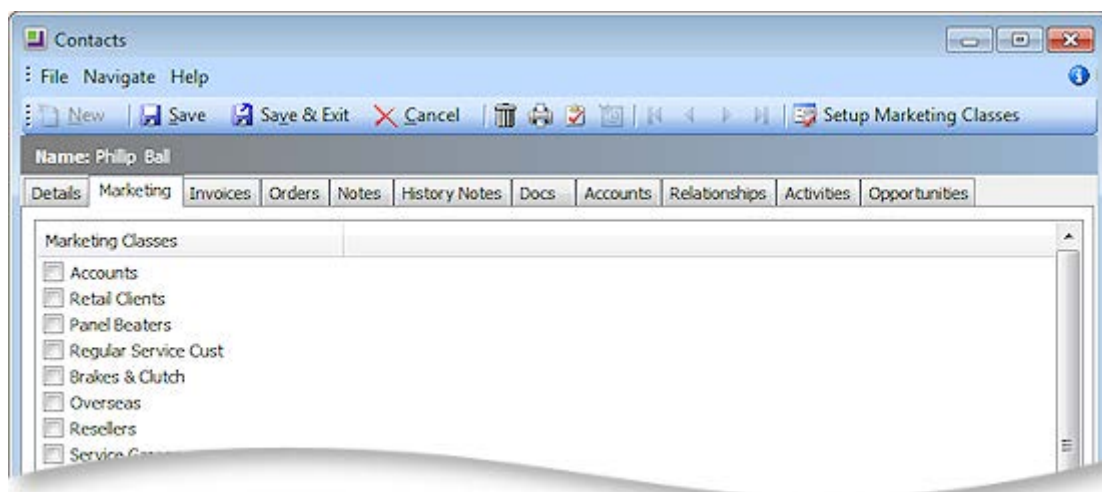 Contacts
File Navigate Help
New Save Save & Exit Cancel Setup Marketing Classes
Name: Philip Ball
Details Marketing Invoices Orders Notes History Notes Docs Accounts Relationships Activities Opportunities
Marketing Classes
Accounts
Retail Clients
Panel Beaters
Regular Service Cust
Brakes & Clutch
Overseas
Resellers
Service